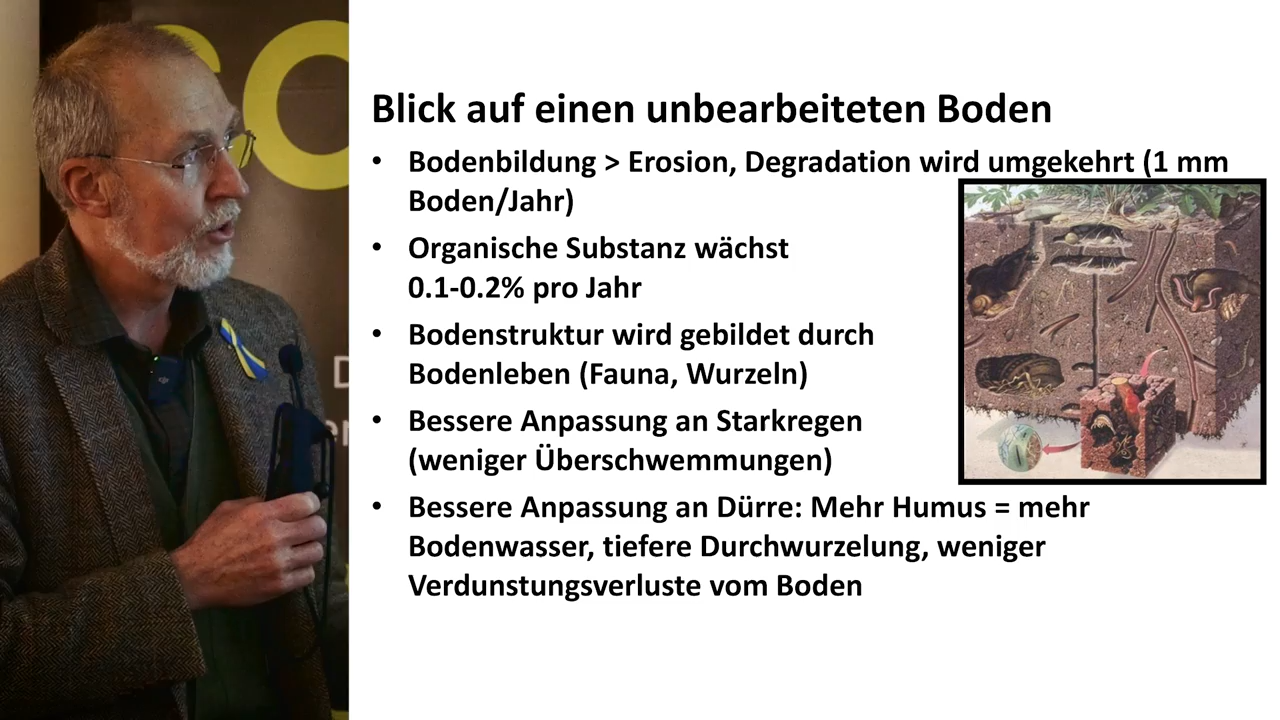 Blick auf einen unbearbeiteten Boden
• Bodenbildung > Erosion, Degradation wird umgekehrt (1 mm
Boden/Jahr)
• Organische Substanz wächst
0.1-0.2% pro Jahr
• Bodenstruktur wird gebildet durch
Bodenleben (Fauna, Wurzeln)
• Bessere Anpassung an Starkregen
(weniger Überschwemmungen)
• Bessere Anpassung an Dürre: Mehr Humus = mehr
Bodenwasser, tiefere Durchwurzelung, weniger
Verdunstungsverluste vom Boden